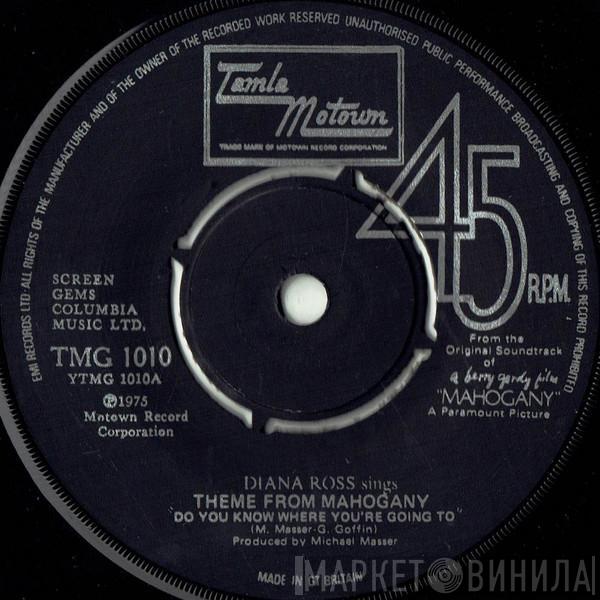 EMI RECORDS LTD·ALL RIGHTS OF THE MANUFACTURER AND OF THE OWNER OF THE RECORDED WORK RESERVED UNAUTHORISED PUBLIC PERFORMANCE BROADCASTING AND COPYING OF THIS RECORD PROHIBITED
Tamla
Motown
TRADE MARK OF MOTOWN RECORD CORPORATION
45
R.P.M.
SCREEN
GEMS
COLUMBIA
MUSIC LTD.
TMG 1010
YTMG 1010A
Ⓟ1975
Motown Record
Corporation
From the
Original Soundtrack
of
a berry gordy film
"MAHOGANY"
A Paramount Picture
DIANA ROSS sings
THEME FROM MAHOGANY
"DO YOU KNOW WHERE YOU'RE GOING TO"
(M. Masser-G. Goffin)
Produced by Michael Masser
MADE IN GT BRITAIN
МАРКЕТ ВИНИЛА